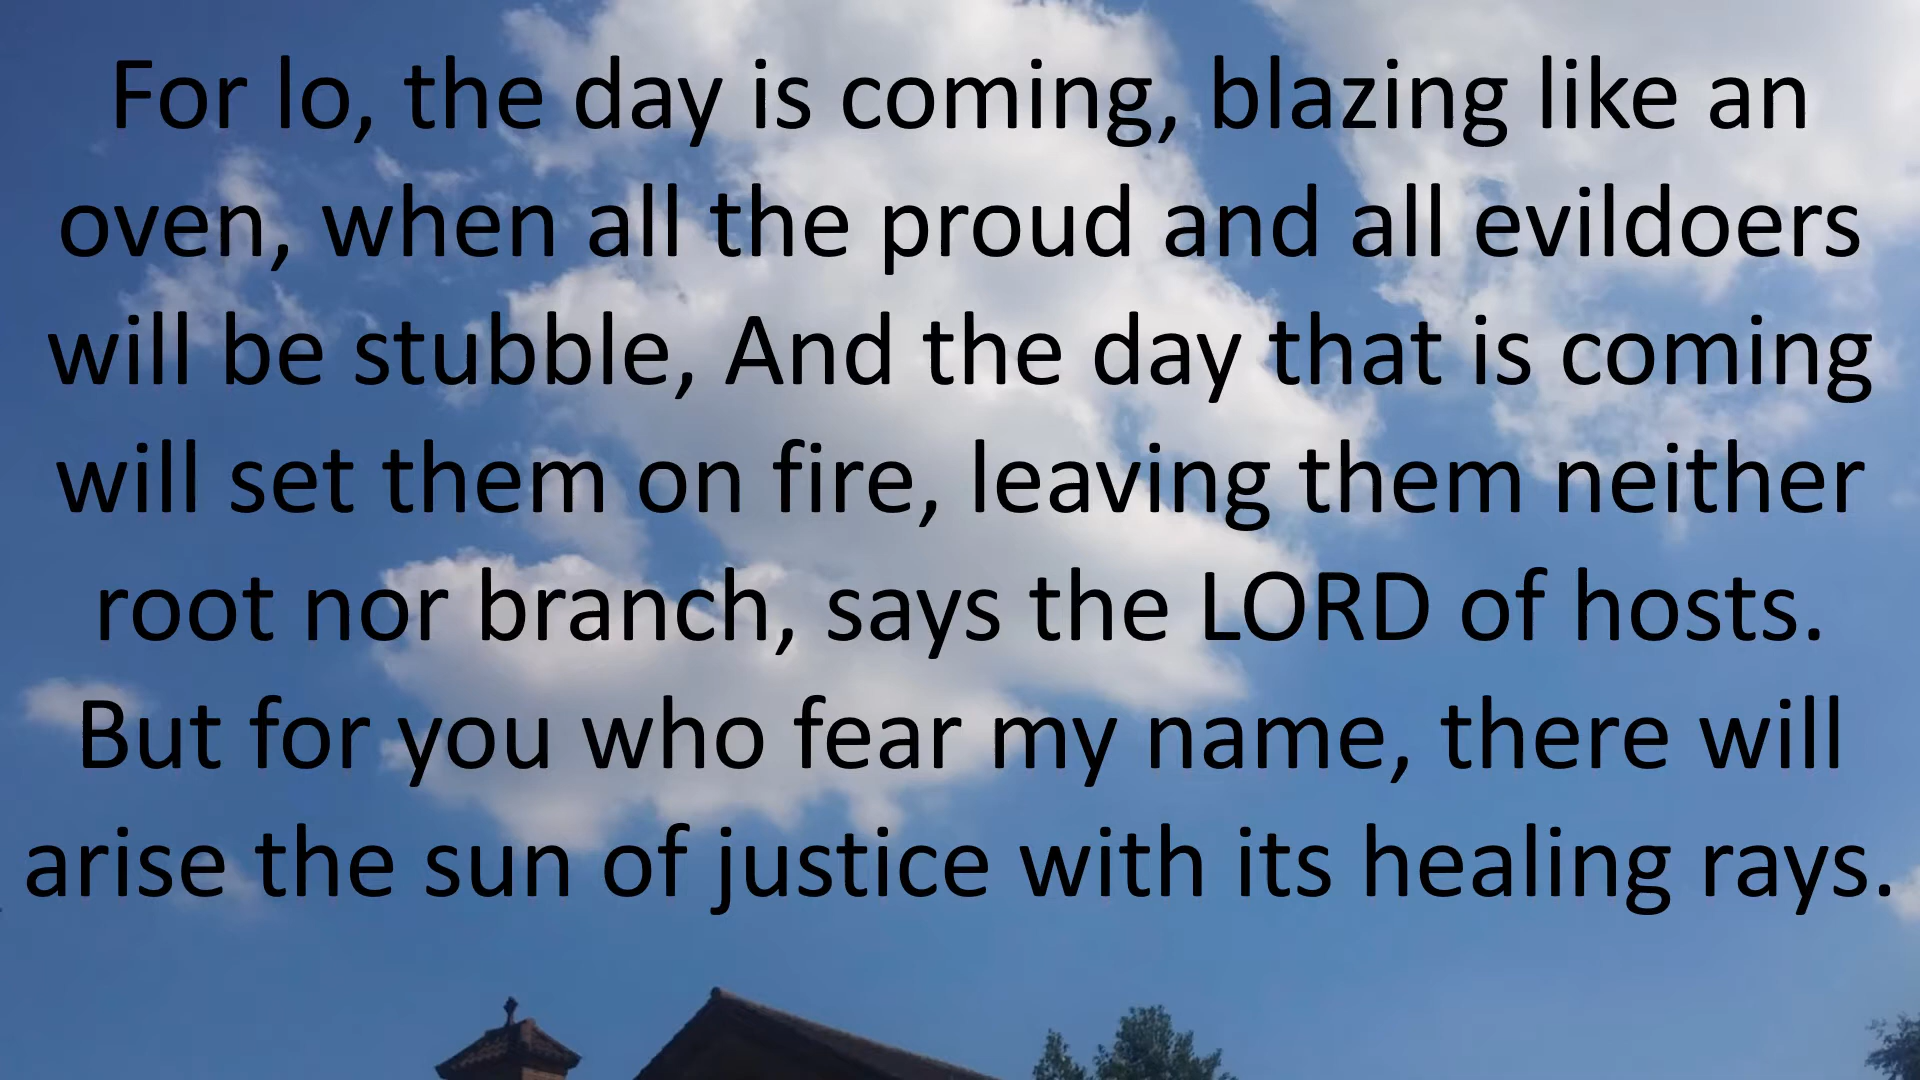 For lo, the day is coming, blazing like an
oven, when all the proud and all evildoers
will be stubble, And the day that is coming
will set them on fire, leaving them neither
root nor branch, says the LORD of hosts.
But for you who fear my name, there will
arise the sun of justice with its healing rays.